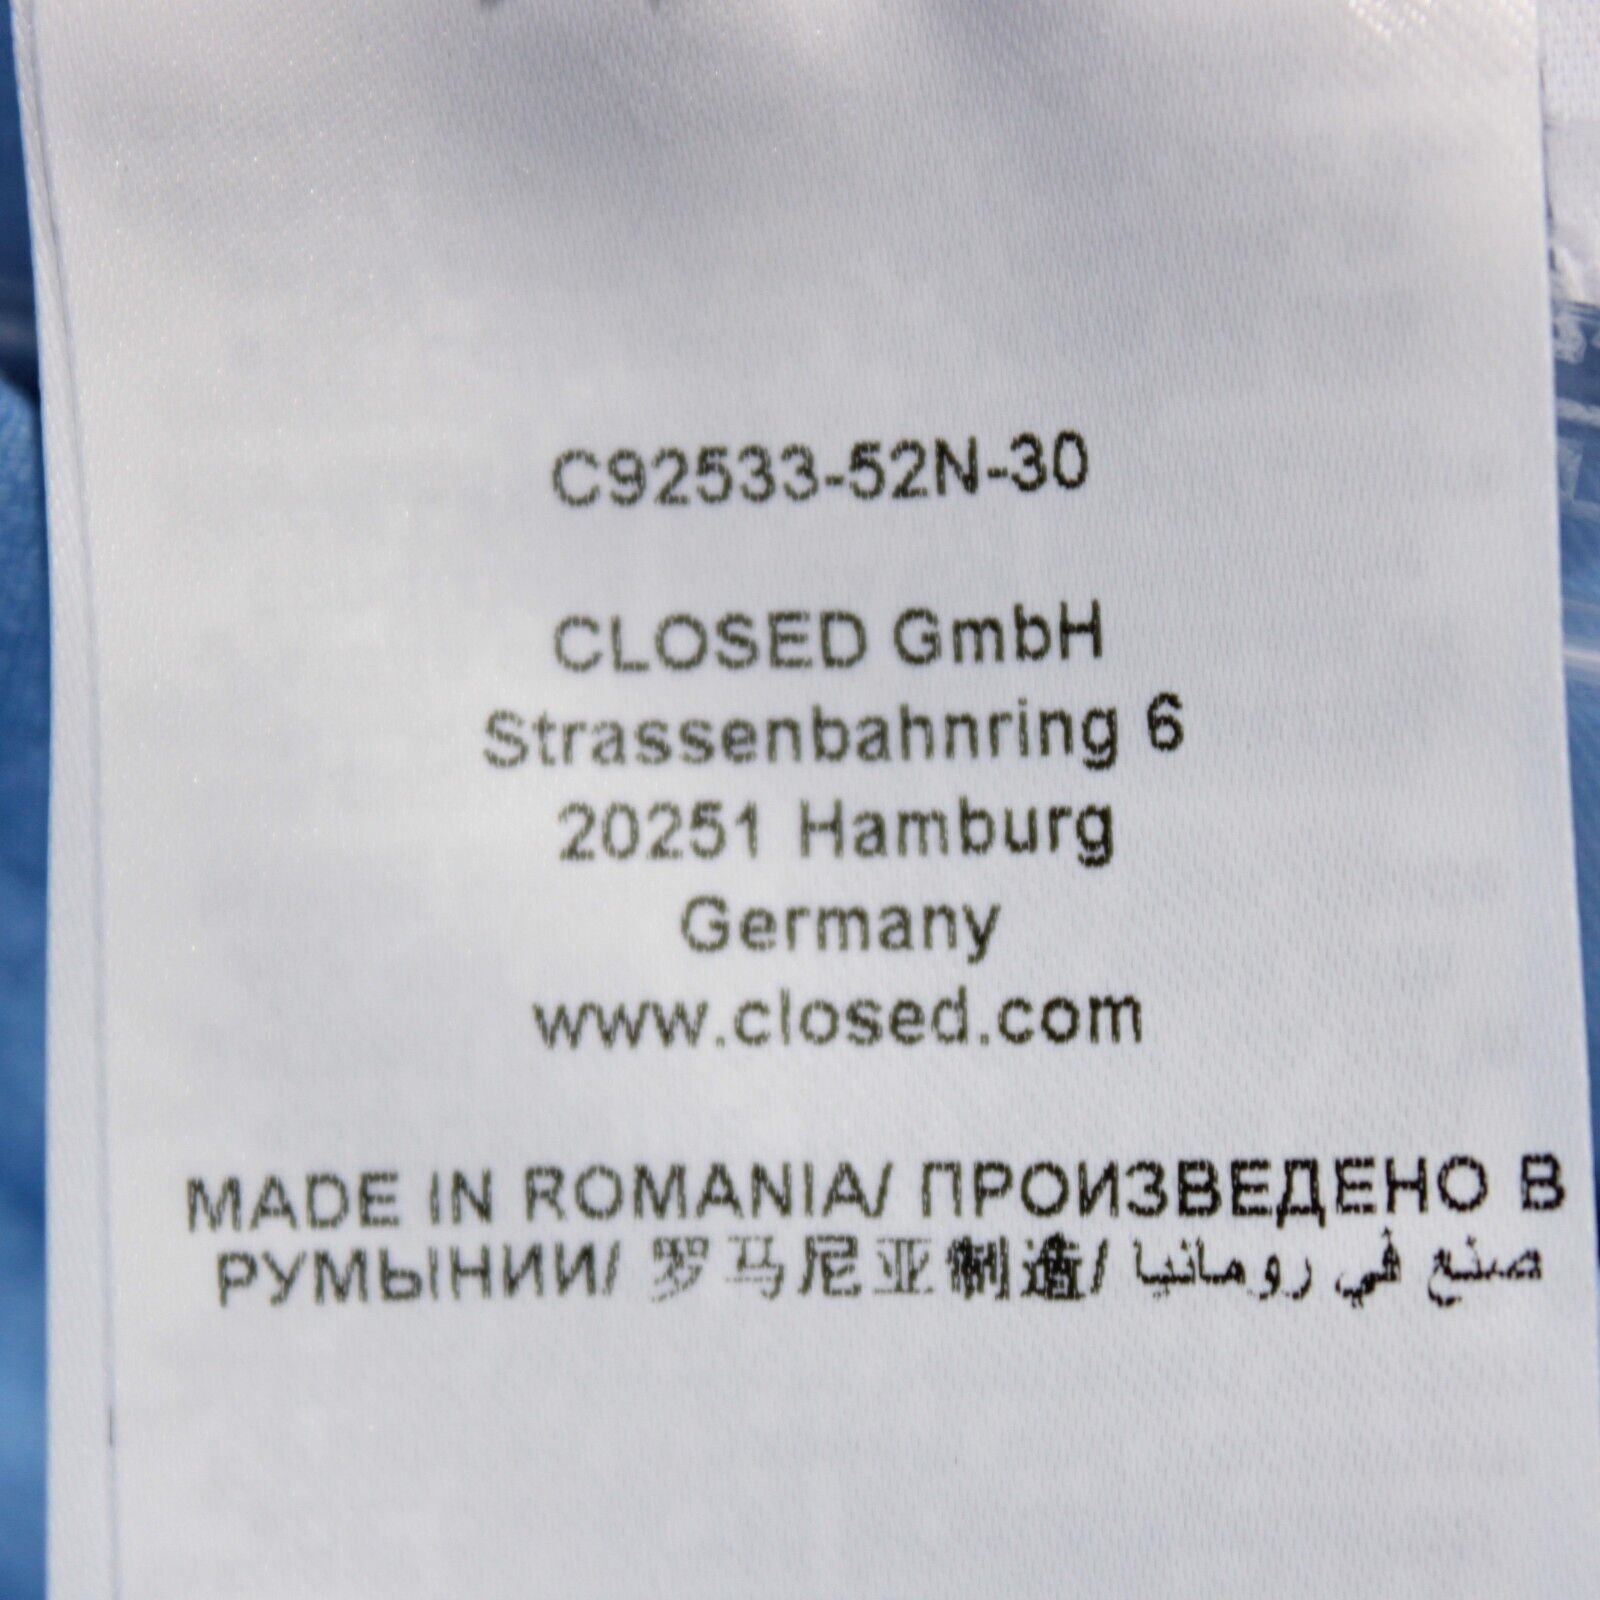 C92533-52N-30
CLOSED GmbH
Strassenbahnring 6
20251 Hamburg
Germany
www.closed.com
MADE IN ROMANIA/ ПРОИЗВЕДЕНО В
РУМЫНИИ/ 罗马尼亚制造/ صنع في رومانيا